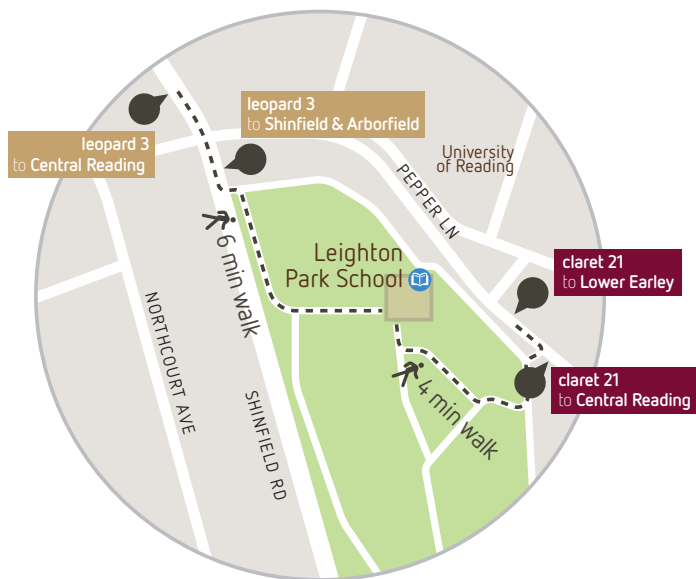 leopard 3
to Shinfield & Arborfield
leopard 3
to Central Reading
University
of Reading
PEPPER LN
Leighton
Park School
6 min walk
claret 21
to Lower Earley
NORTHCOURT AVE
SHINFIELD RD
4 min walk
claret 21
to Central Reading